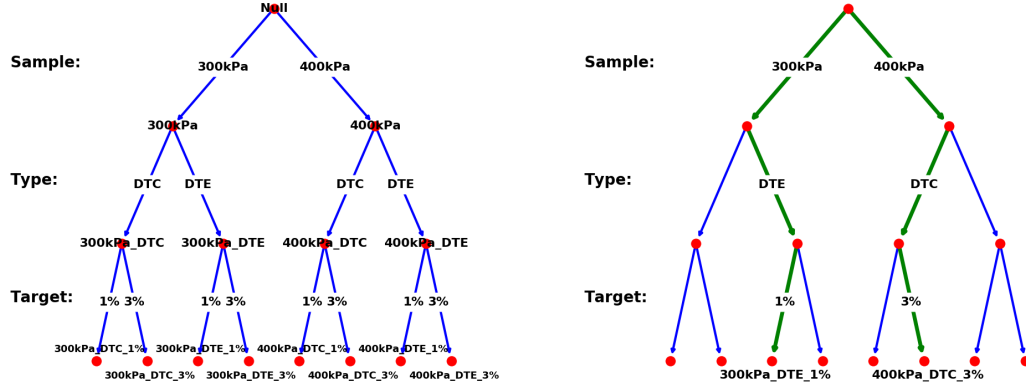 Null
Sample:
300kPa 400kPa
300kPa 400kPa
Type:
DTC DTE DTC DTE
300kPa_DTC 300kPa_DTE 400kPa_DTC 400kPa_DTE
Target:
1% 3% 1% 3% 1% 3% 1% 3%
300kPa_DTC_1% 300kPa_DTE_1% 400kPa_DTC_1% 400kPa_DTE_1%
300kPa_DTC_3% 300kPa_DTE_3% 400kPa_DTC_3% 400kPa_DTE_3%
Sample:
300kPa 400kPa
Type:
DTE DTC
Target:
1% 3%
300kPa_DTE_1% 400kPa_DTC_3%